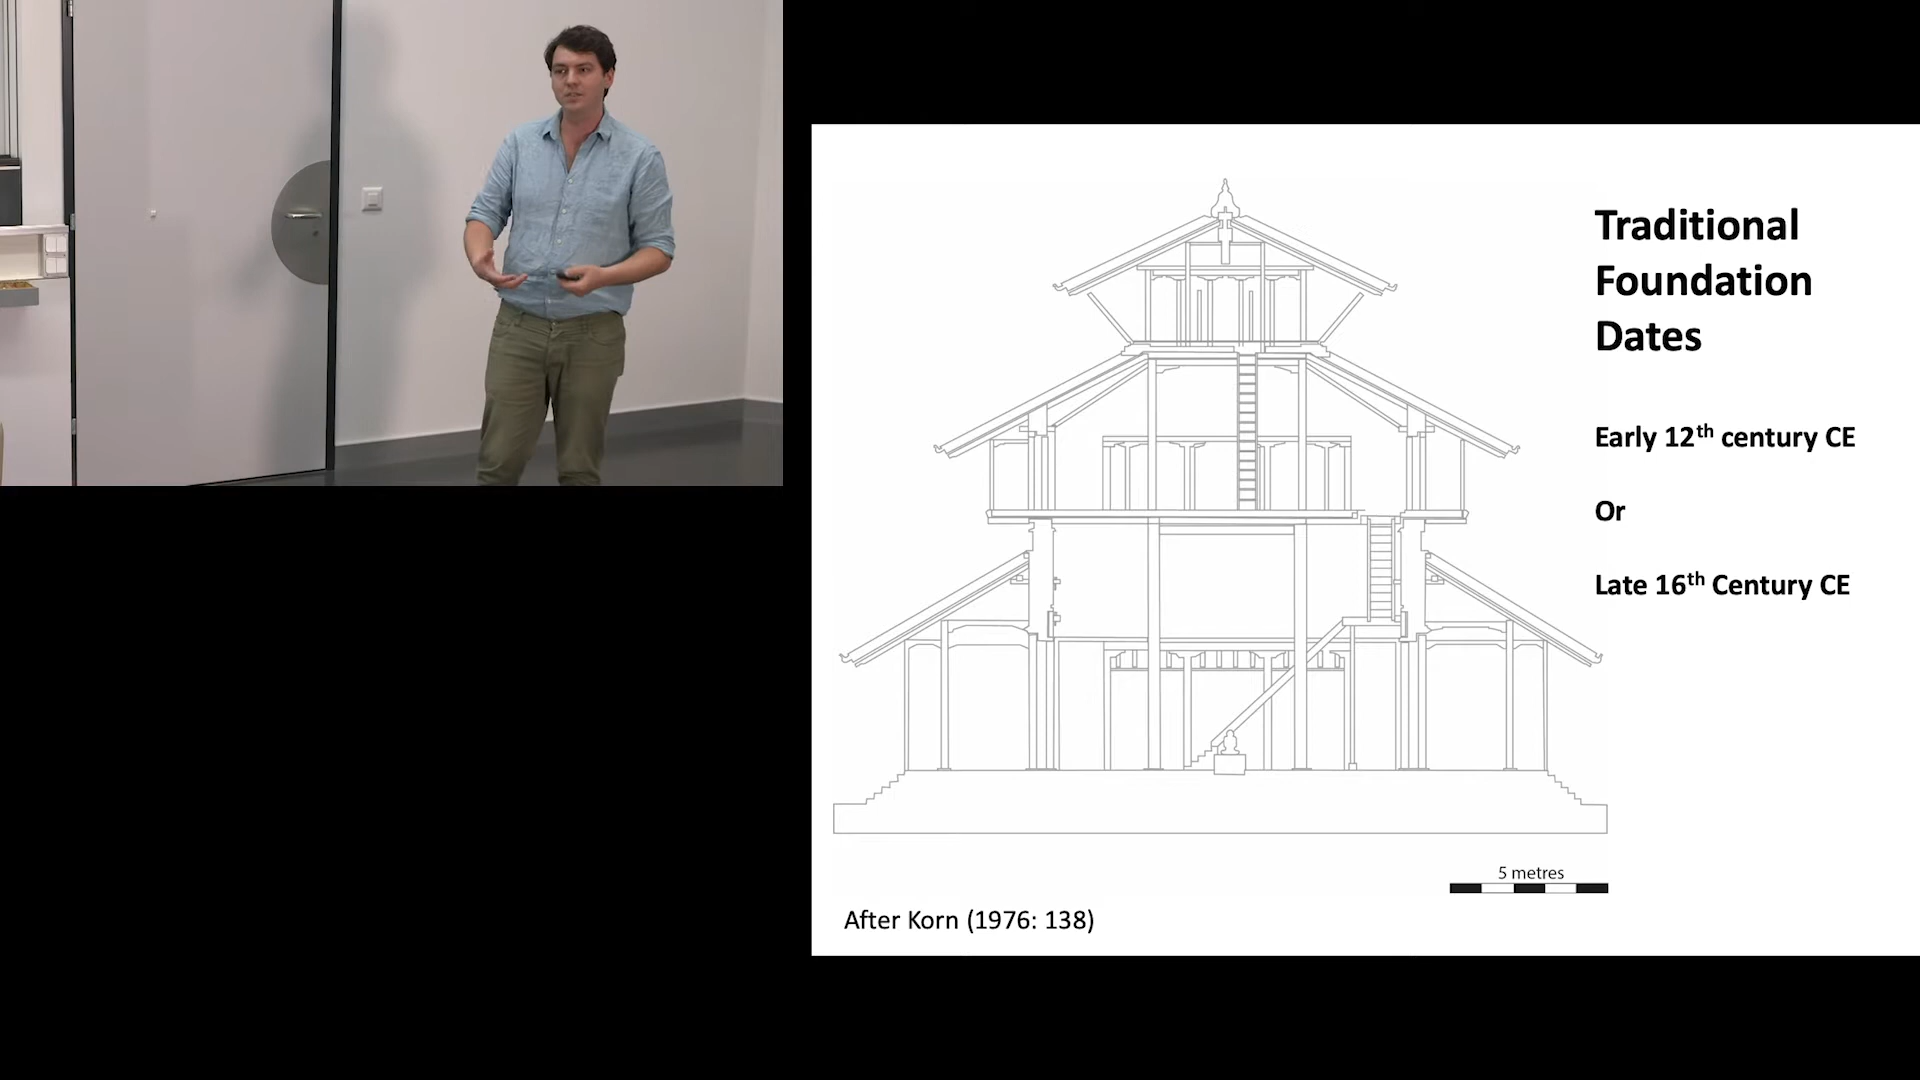 Traditional
Foundation
Dates
Early 12th century CE
Or
Late 16th Century CE
5 metres
After Korn (1976: 138)